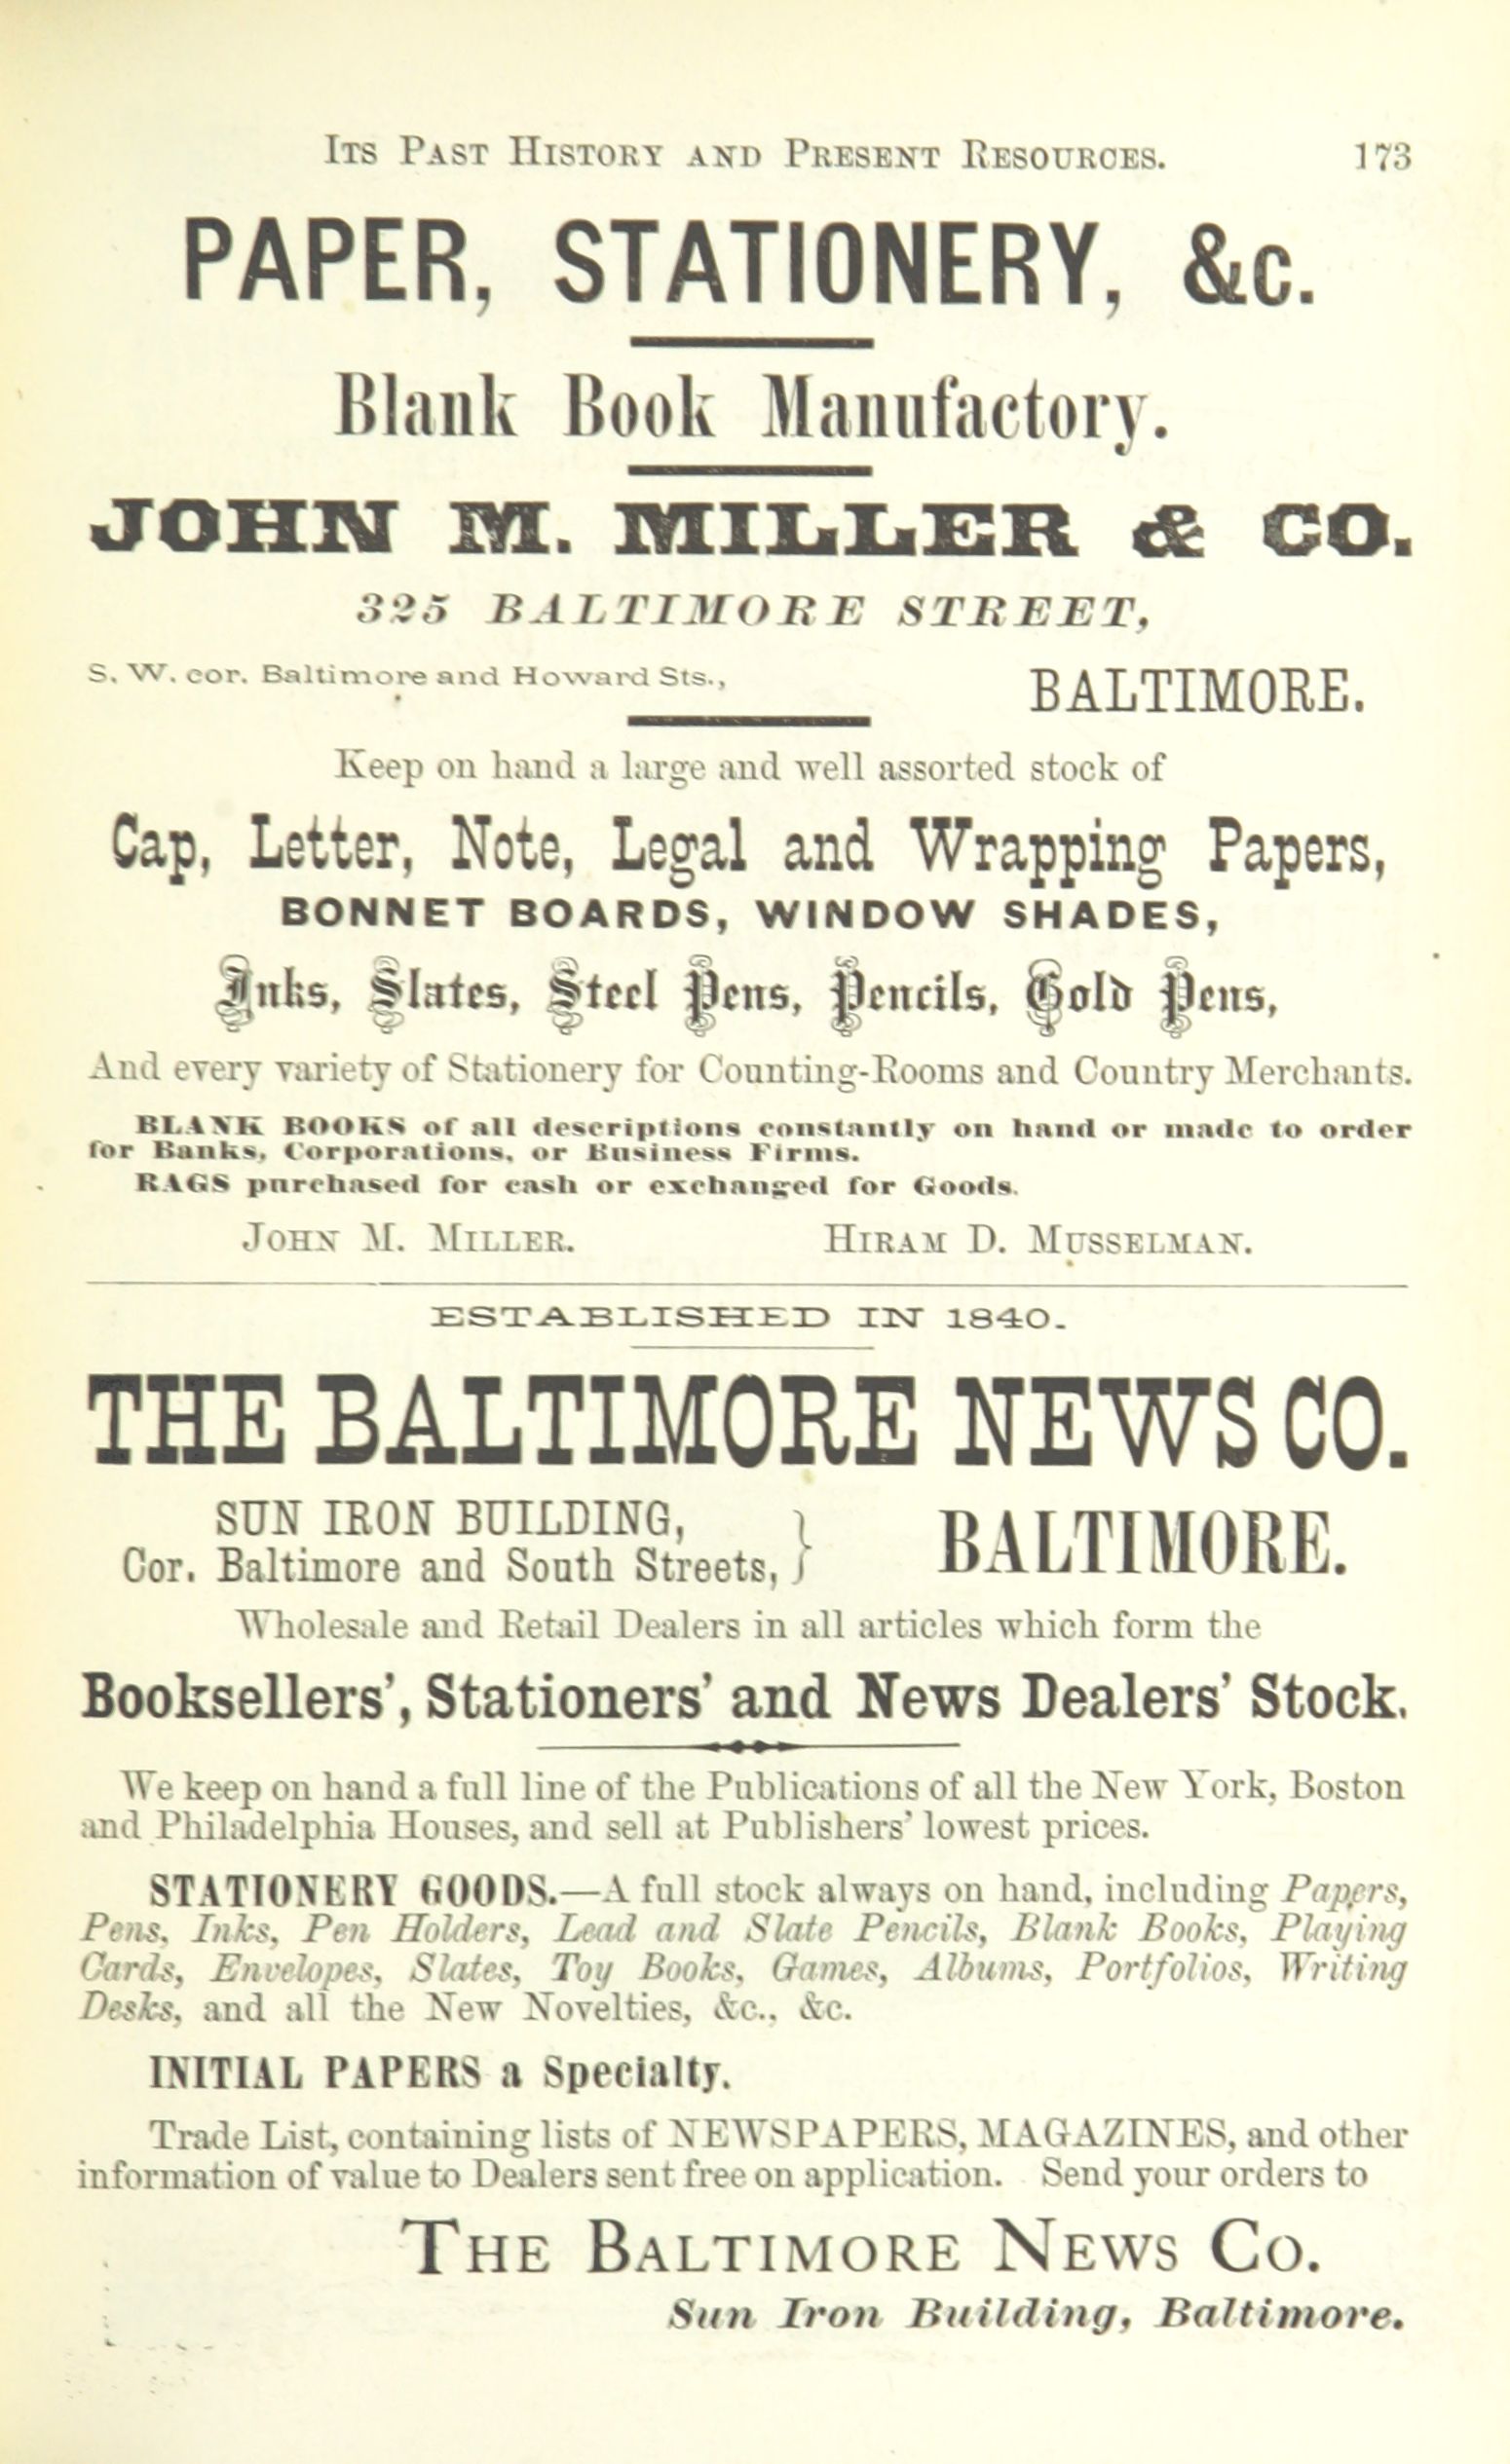 ITS PAST HISTORY AND PRESENT RESOURCES. 173
PAPER, STATIONERY, &c.
Blank Book Manufactory.
JOHN M. MILLER & CO.
325 BALTIMORE STREET,
S. W. cor. Baltimore and Howard Sts., BALTIMORE.
Keep on hand a large and well assorted stock of
Cap, Letter, Note, Legal and Wrapping Papers,
BONNET BOARDS, WINDOW SHADES,
Inks, Slates, Steel Pens, Pencils, Gold Pens,
And every variety of Stationery for Counting-Rooms and Country Merchants.
BLANK BOOKS of all descriptions constantly on hand or made to order
for Banks, Corporations, or Business Firms.
RAGS purchased for cash or exchanged for Goods.
JOHN M. MILLER. HIRAM D. MUSSELMAN.
ESTABLISHED IN 1840.
THE BALTIMORE NEWS CO.
SUN IRON BUILDING,
Cor. Baltimore and South Streets, } BALTIMORE.
Wholesale and Retail Dealers in all articles which form the
Booksellers', Stationers' and News Dealers' Stock.
We keep on hand a full line of the Publications of all the New York, Boston
and Philadelphia Houses, and sell at Publishers' lowest prices.
STATIONERY GOODS.—A full stock always on hand, including Papers,
Pens, Inks, Pen Holders, Lead and Slate Pencils, Blank Books, Playing
Cards, Envelopes, Slates, Toy Books, Games, Albums, Portfolios, Writing
Desks, and all the New Novelties, &c., &c.
INITIAL PAPERS a Specialty.
Trade List, containing lists of NEWSPAPERS, MAGAZINES, and other
information of value to Dealers sent free on application. Send your orders to
THE BALTIMORE NEWS CO.
Sun Iron Building, Baltimore.